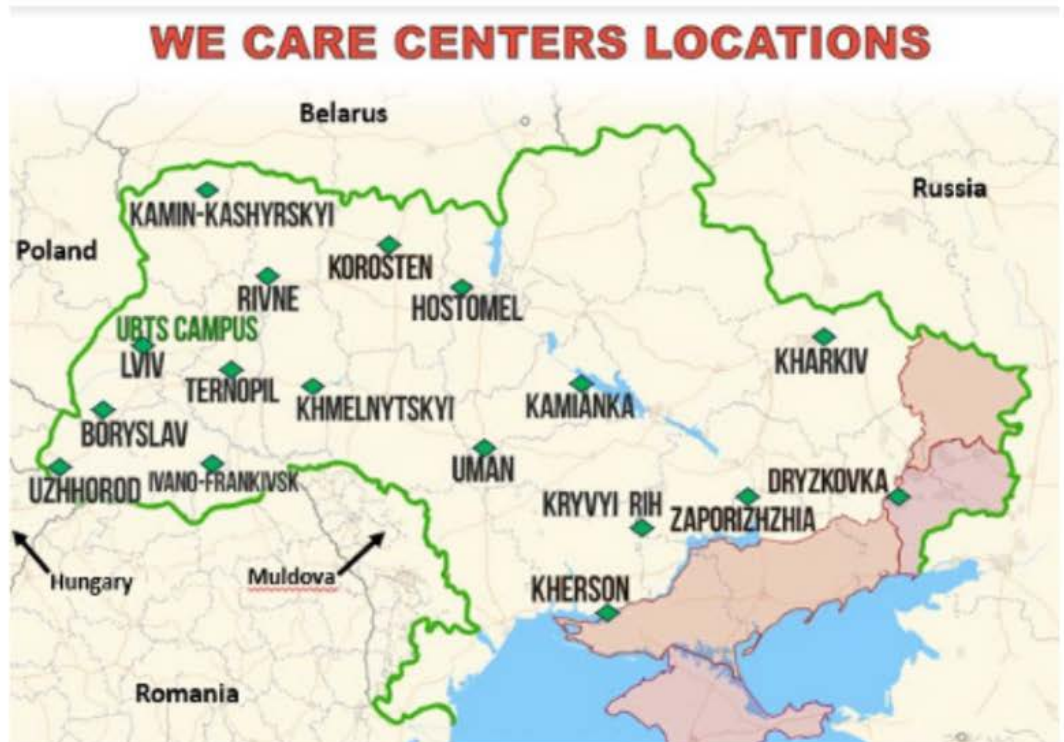 WE CARE CENTERS LOCATIONS
Belarus
Russia
KAMIN-KASHYRSKYI
Poland
KOROSTEN
RIVNE
HOSTOMEL
UBTS CAMPUS
LVIV
KHARKIV
TERNOPIL
KHMELNYTSKYI
KAMIANKA
BORYSLAV
UMAN
UZHHOROD
IVANO-FRANKIVSK
DRYZKOVKA
KRYVYI RIH
ZAPORIZHZHIA
Hungary
Muldova
KHERSON
Romania